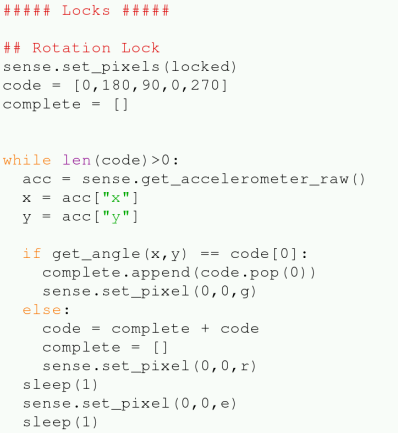 ##### Locks #####
## Rotation Lock
sense.set_pixels(locked)
code = [0,180,90,0,270]
complete = []
while len(code)>0:
acc = sense.get_accelerometer_raw()
x = acc["x"]
y = acc["y"]
if get_angle(x,y) == code[0]:
complete.append(code.pop(0))
sense.set_pixel(0,0,g)
else:
code = complete + code
complete = []
sense.set_pixel(0,0,r)
sleep(1)
sense.set_pixel(0,0,e)
sleep(1)